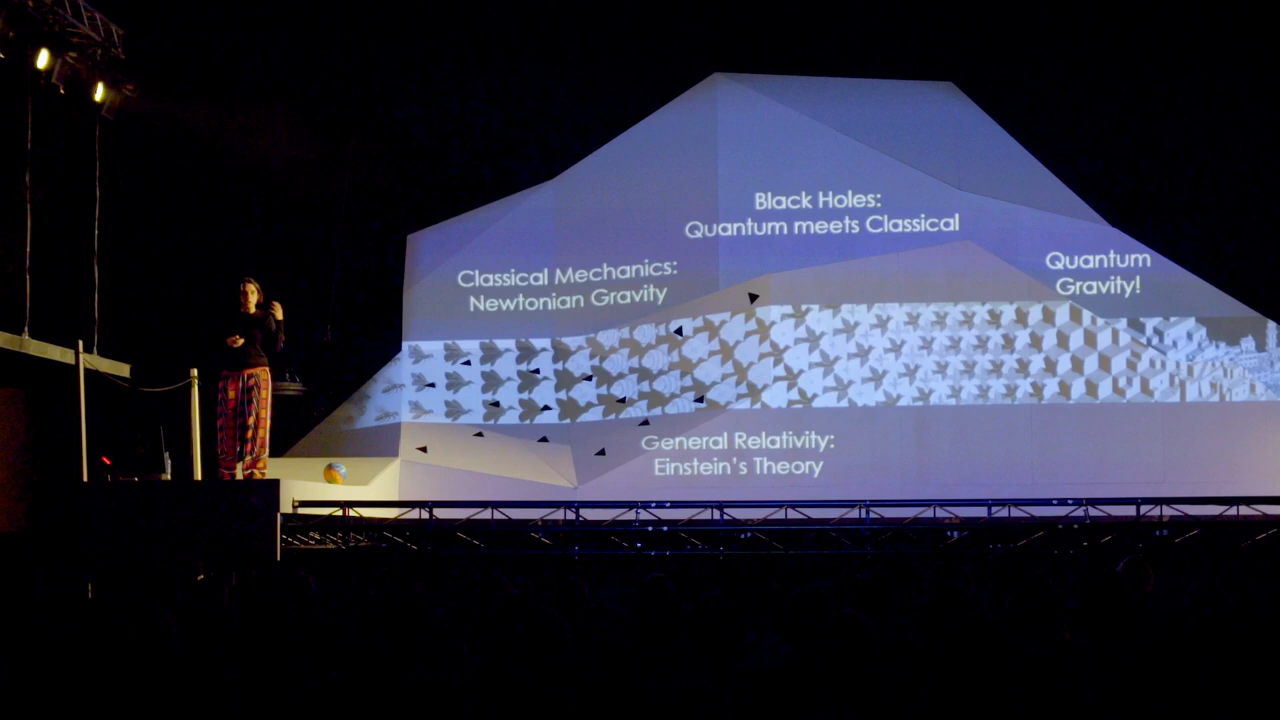 Black Holes:
Quantum meets Classical
Classical Mechanics:
Newtonian Gravity
Quantum
Gravity!
General Relativity:
Einstein's Theory